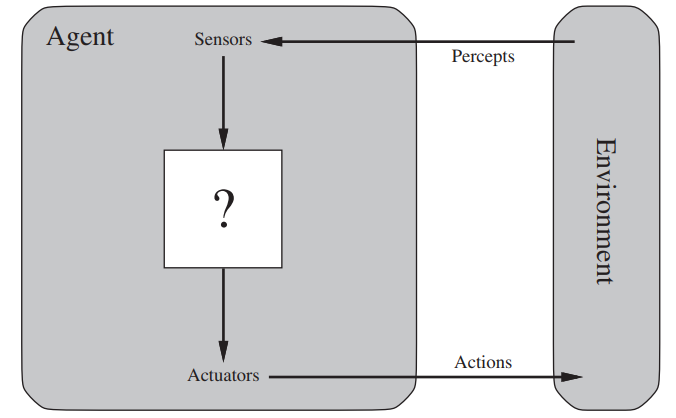 Agent
Sensors
Percepts
?
Environment
Actions
Actuators